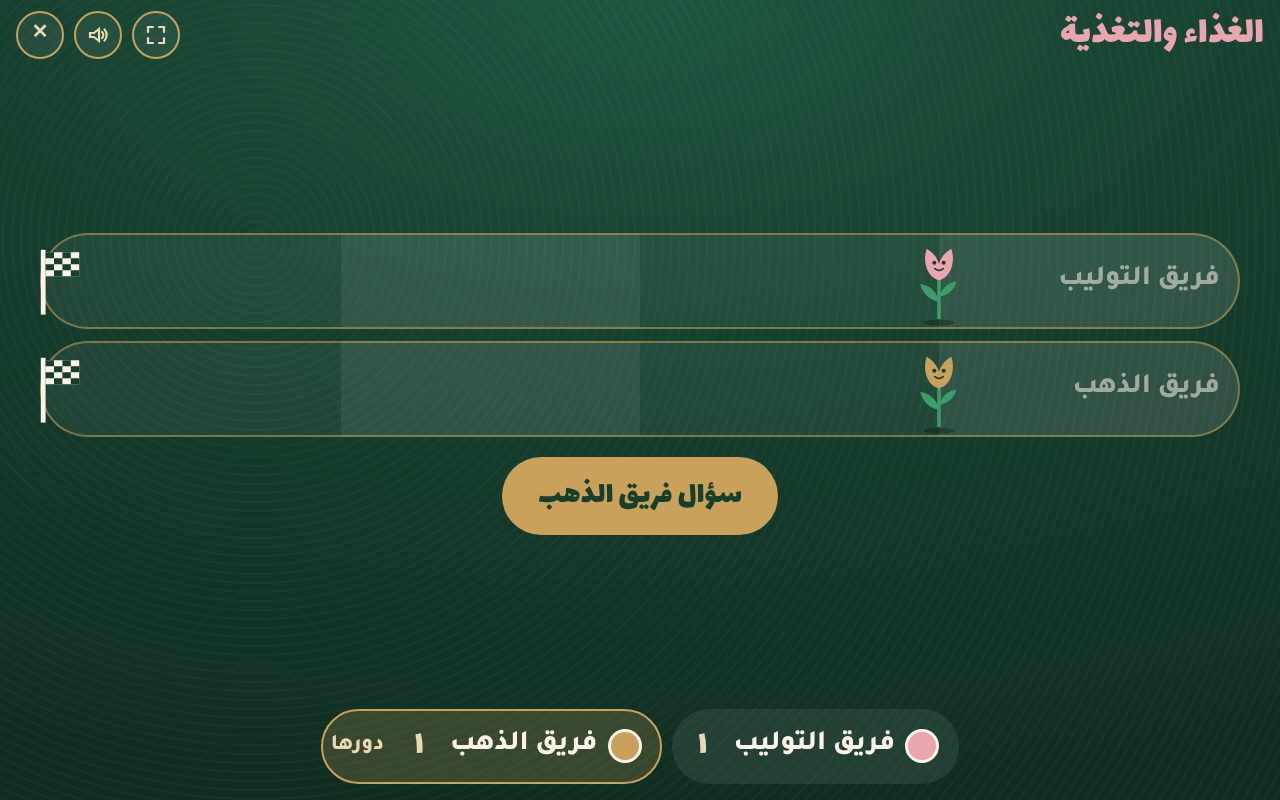 الغذاء والتغذية
فريق التوليب
فريق الذهب
سؤال فريق الذهب
فريق التوليب ١
فريق الذهب ١ دورها